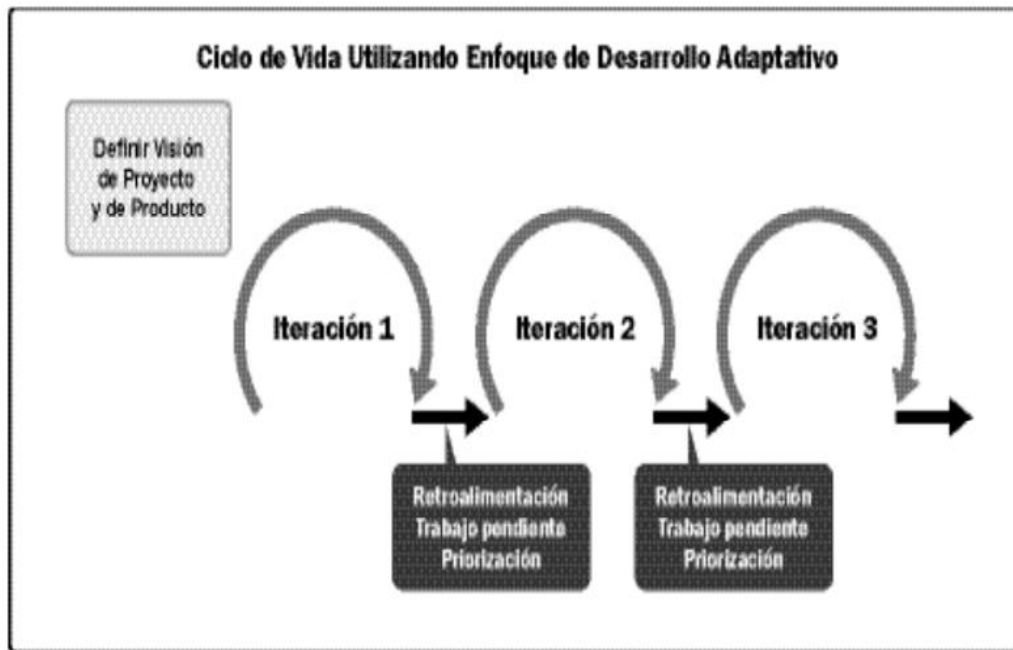 Ciclo de Vida Utilizando Enfoque de Desarrollo Adaptativo
Definir Visión
de Proyecto
y de Producto
Iteración 1
Iteración 2
Iteración 3
Retroalimentación
Trabajo pendiente
Priorización
Retroalimentación
Trabajo pendiente
Priorización